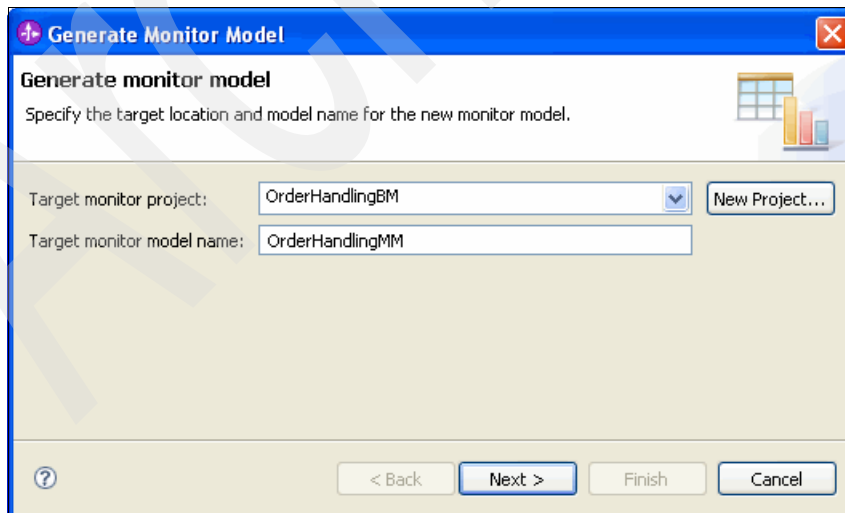 Generate Monitor Model
Generate monitor model
Specify the target location and model name for the new monitor model.
Target monitor project: OrderHandlingBM New Project...
Target monitor model name: OrderHandlingMM
? < Back Next > Finish Cancel